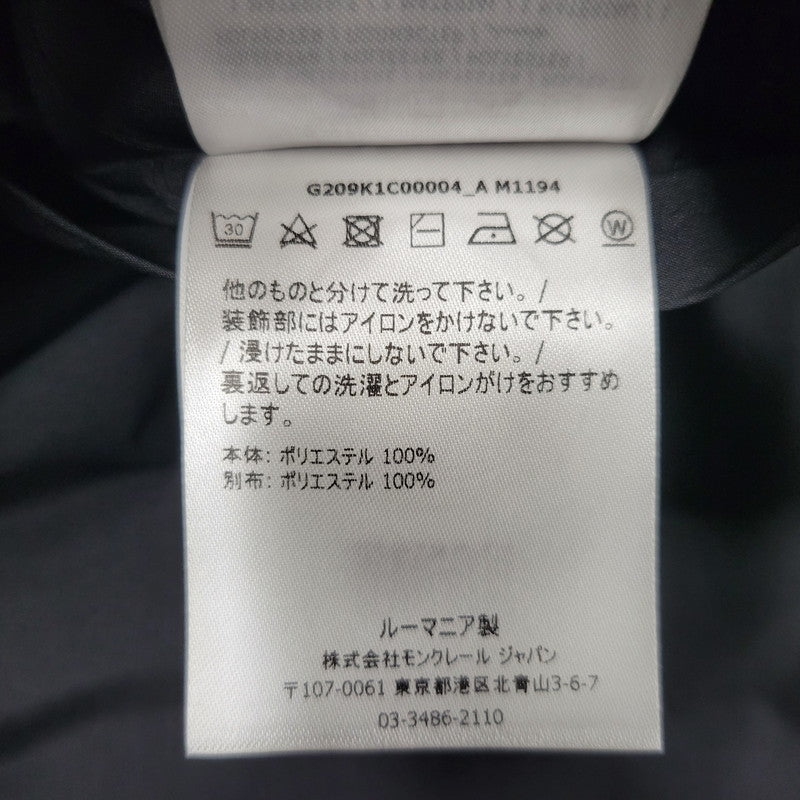 G209K1C00004_A M1194
30
W
他のものと分けて洗って下さい。/
装飾部にはアイロンをかけないで下さい。
/ 浸けたままにしないで下さい。/
裏返しての洗濯とアイロンがけをおすすめ
します。
本体: ポリエステル 100%
別布: ポリエステル 100%
ルーマニア製
株式会社モンクレール ジャパン
〒107-0061 東京都港区北青山3-6-7
03-3486-2110